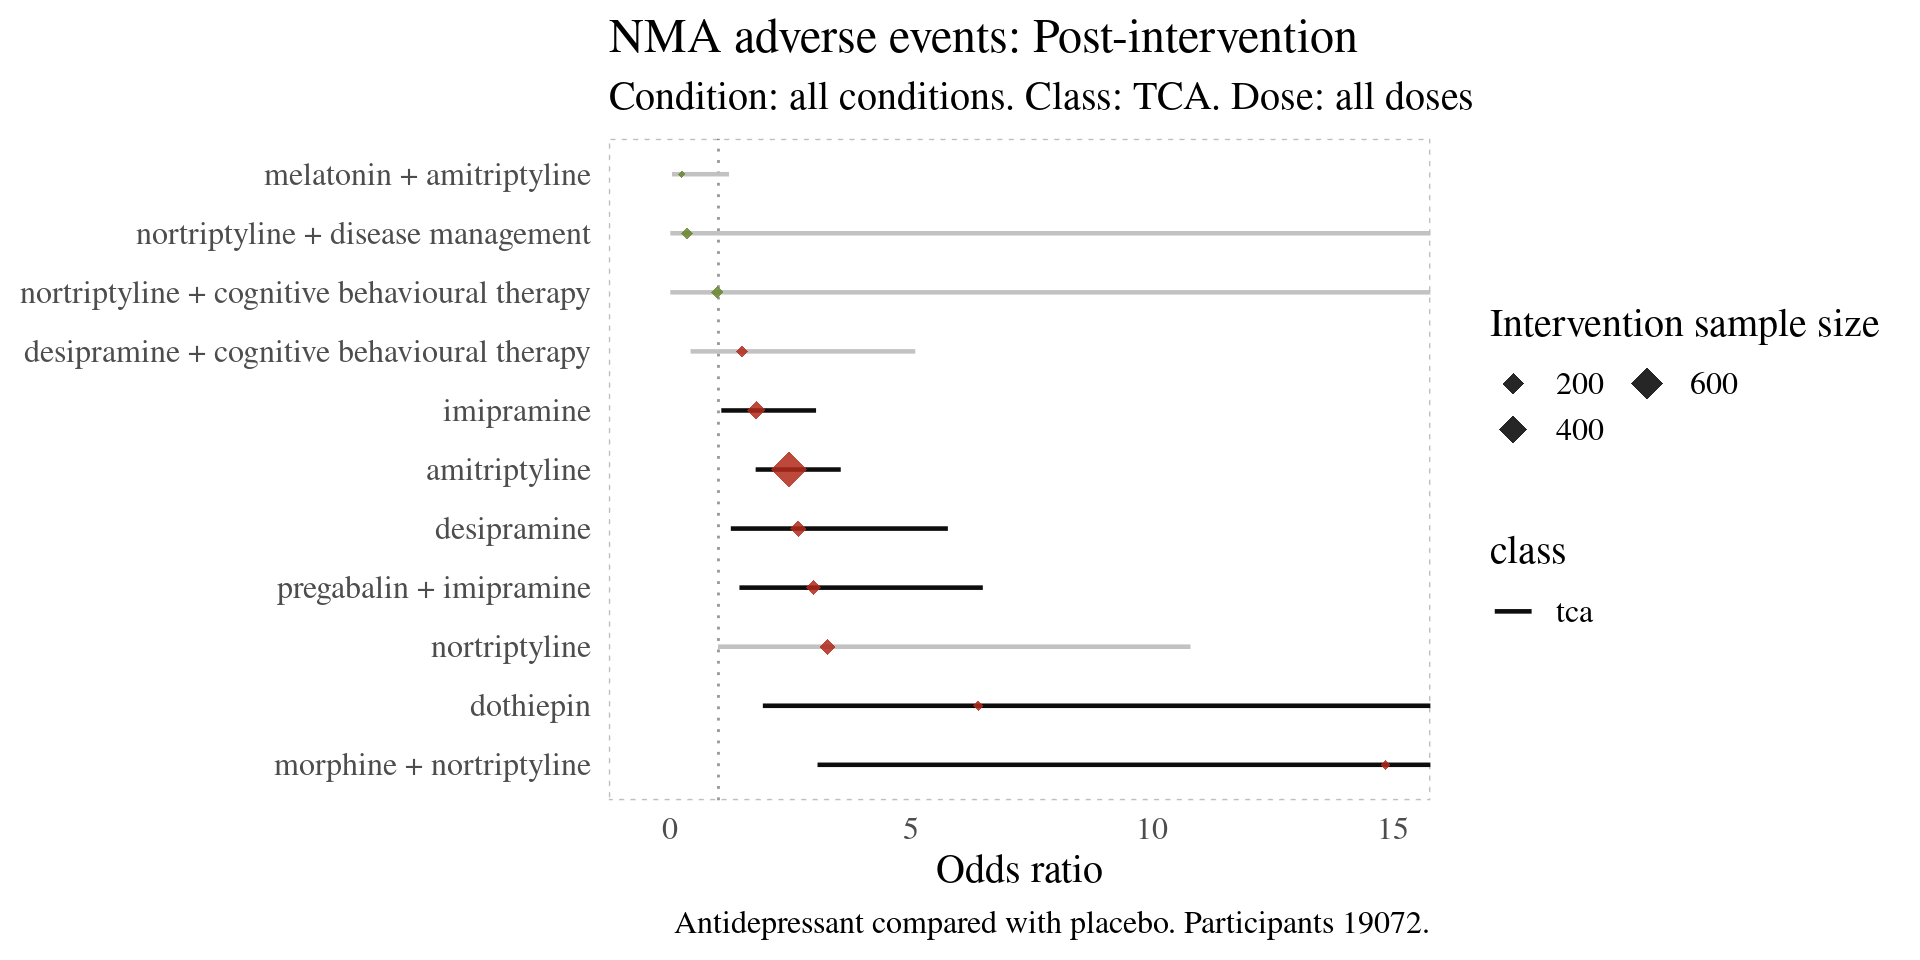 NMA adverse events: Post-intervention
Condition: all conditions. Class: TCA. Dose: all doses
melatonin + amitriptyline
nortriptyline + disease management
nortriptyline + cognitive behavioural therapy
desipramine + cognitive behavioural therapy
imipramine
amitriptyline
desipramine
pregabalin + imipramine
nortriptyline
dothiepin
morphine + nortriptyline
0 5 10 15
Odds ratio
Antidepressant compared with placebo. Participants 19072.
Intervention sample size
200 600
400
class
tca